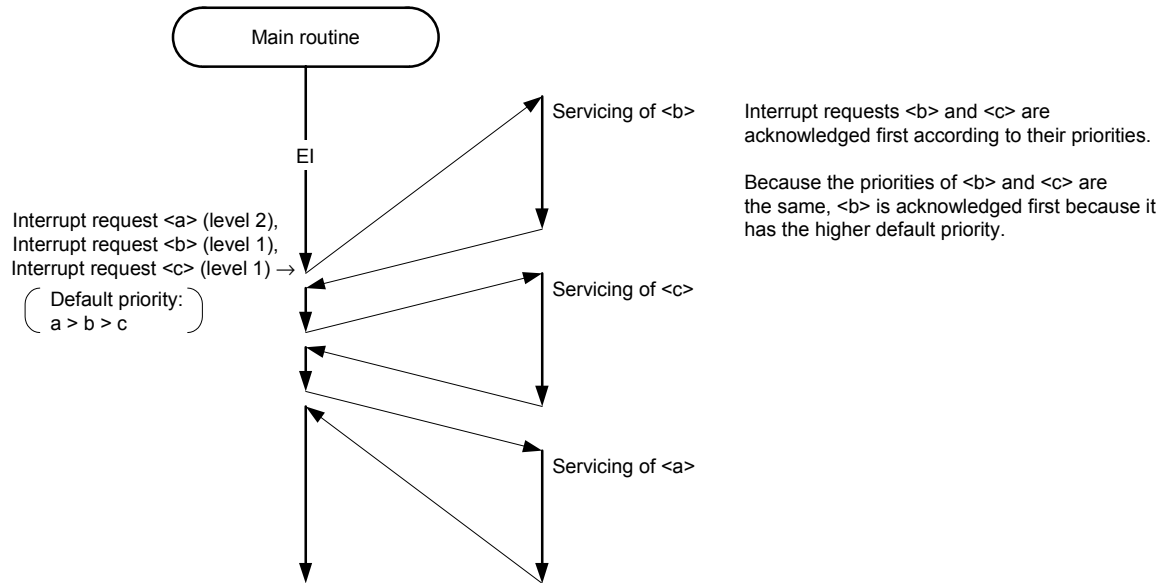 Main routine
EI
Interrupt request <a> (level 2),
Interrupt request <b> (level 1),
Interrupt request <c> (level 1) →
Default priority:
a > b > c
Servicing of <b>
Servicing of <c>
Servicing of <a>
Interrupt requests <b> and <c> are
acknowledged first according to their priorities.
Because the priorities of <b> and <c> are
the same, <b> is acknowledged first because it
has the higher default priority.